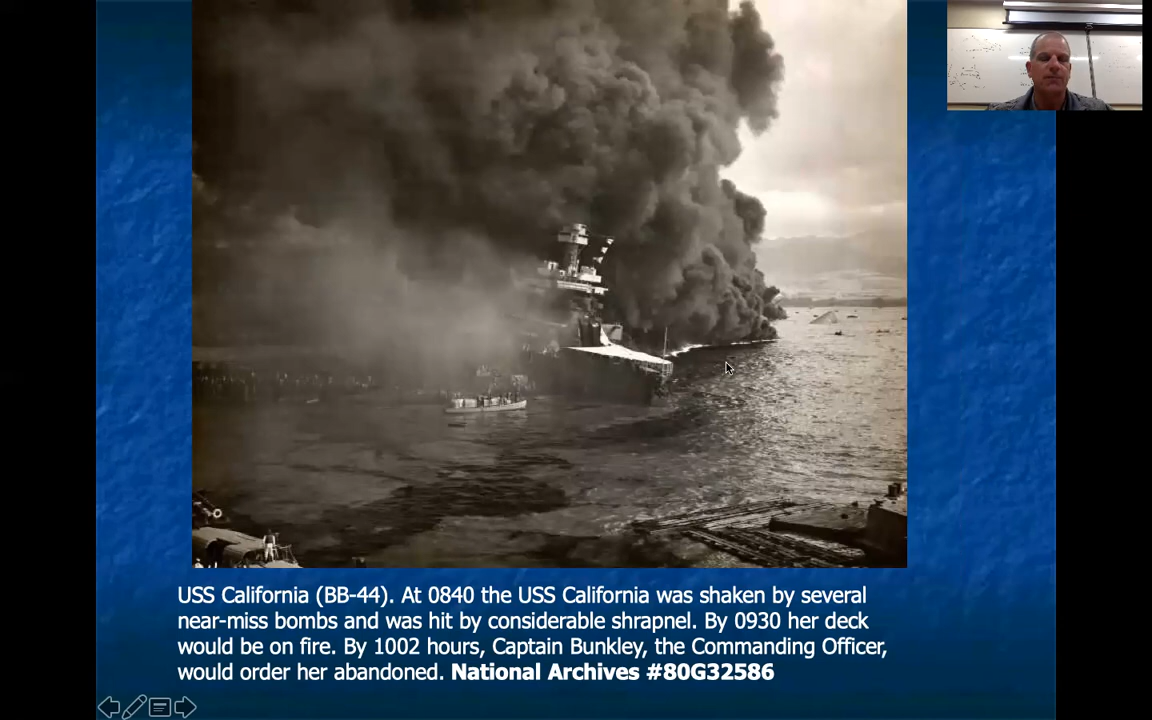 USS California (BB-44). At 0840 the USS California was shaken by several
near-miss bombs and was hit by considerable shrapnel. By 0930 her deck
would be on fire. By 1002 hours, Captain Bunkley, the Commanding Officer,
would order her abandoned. National Archives #80G32586